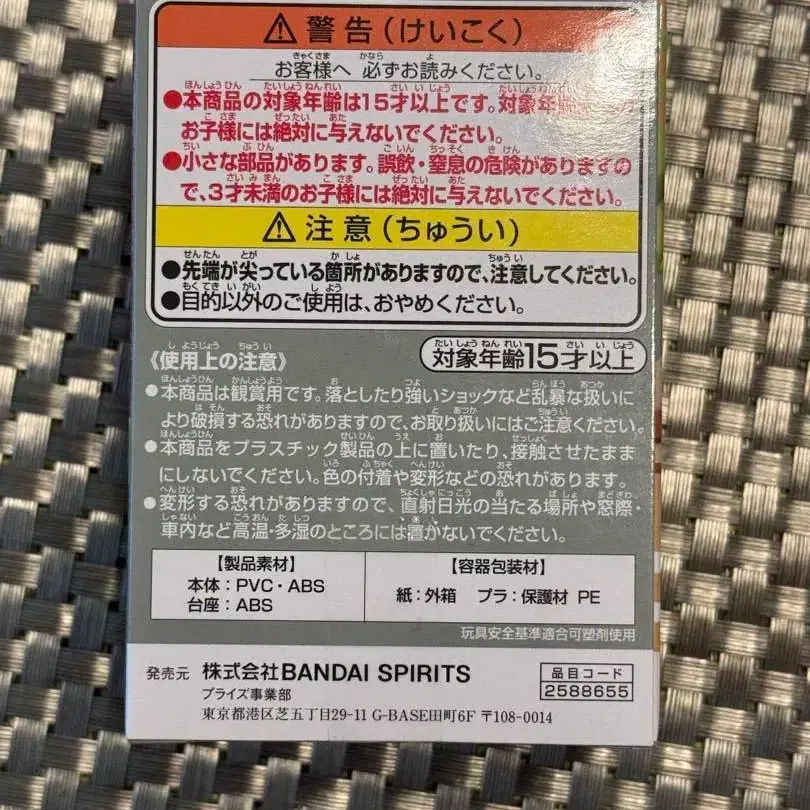 ⚠警告(けいこく)
お客様へ 必ずお読みください。
●本商品の対象年齢は15才以上です。対象年齢
お子様には絶対に与えないでください。
●小さな部品があります。誤飲・窒息の危険がありますの
で、3才未満のお子様には絶対に与えないでください。
⚠注意(ちゅうい)
●先端が尖っている箇所がありますので、注意してください。
●目的以外のご使用は、おやめください。
《使用上の注意》
対象年齢15才以上
●本商品は観賞用です。落としたり強いショックなど乱暴な扱いに
より破損する恐れがありますので、お取り扱いにはご注意ください。
●本商品をプラスチック製品の上に置いたり、接触させたまま
にしないでください。色の付着や変形などの恐れがあります。
●変形する恐れがありますので、直射日光の当たる場所や窓際・
車内など高温・多湿のところには置かないでください。
【製品素材】
本体:PVC・ABS
台座:ABS
【容器包装材】
紙:外箱 プラ:保護材 PE
玩具安全基準適合可塑剤使用
発売元 株式会社BANDAI SPIRITS
プライズ事業部
東京都港区芝五丁目29-11 G-BASE田町6F 〒108-0014
品目コード
2588655